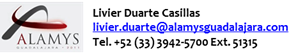 ALAMYS
Livier Duarte Casillas
livier.duarte@alamysguadalajara.com
Tel. +52 (33) 3942-5700 Ext. 51315